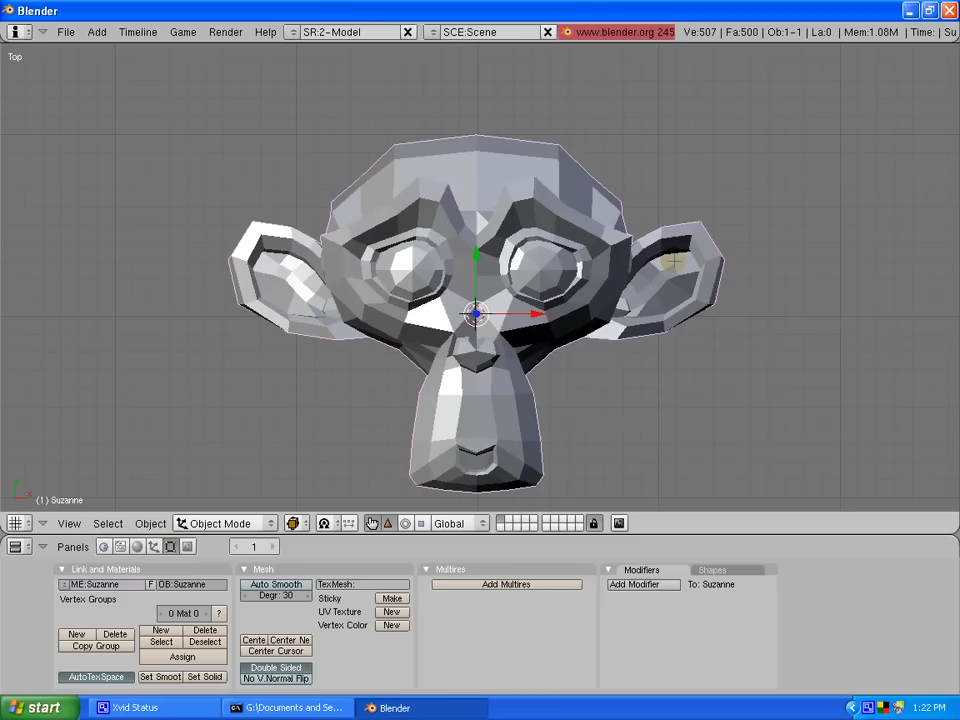 Blender
File Add Timeline Game Render Help SR:2-Model SCE:Scene www.blender.org 245 Ve:507 | Fa:500 | Ob:1-1 | La:0 | Mem:1.08M | Time: | Su
Top
(1) Suzanne
View Select Object Object Mode Global
Panels 1
Link and Materials Mesh Multires Modifiers Shapes
ME:Suzanne F OB:Suzanne Auto Smooth TexMesh: Add Multires Add Modifier To: Suzanne
Vertex Groups Degr: 30 Sticky Make
0 Mat 0 ? UV Texture New
Vertex Color New
New Delete New Delete
Copy Group Select Deselect Cente Center Ne
Assign Center Cursor
Double Sided
AutoTexSpace Set Smoot Set Solid No V.Normal Flip
start Xvid Status G:\Documents and Se... Blender 1:22 PM